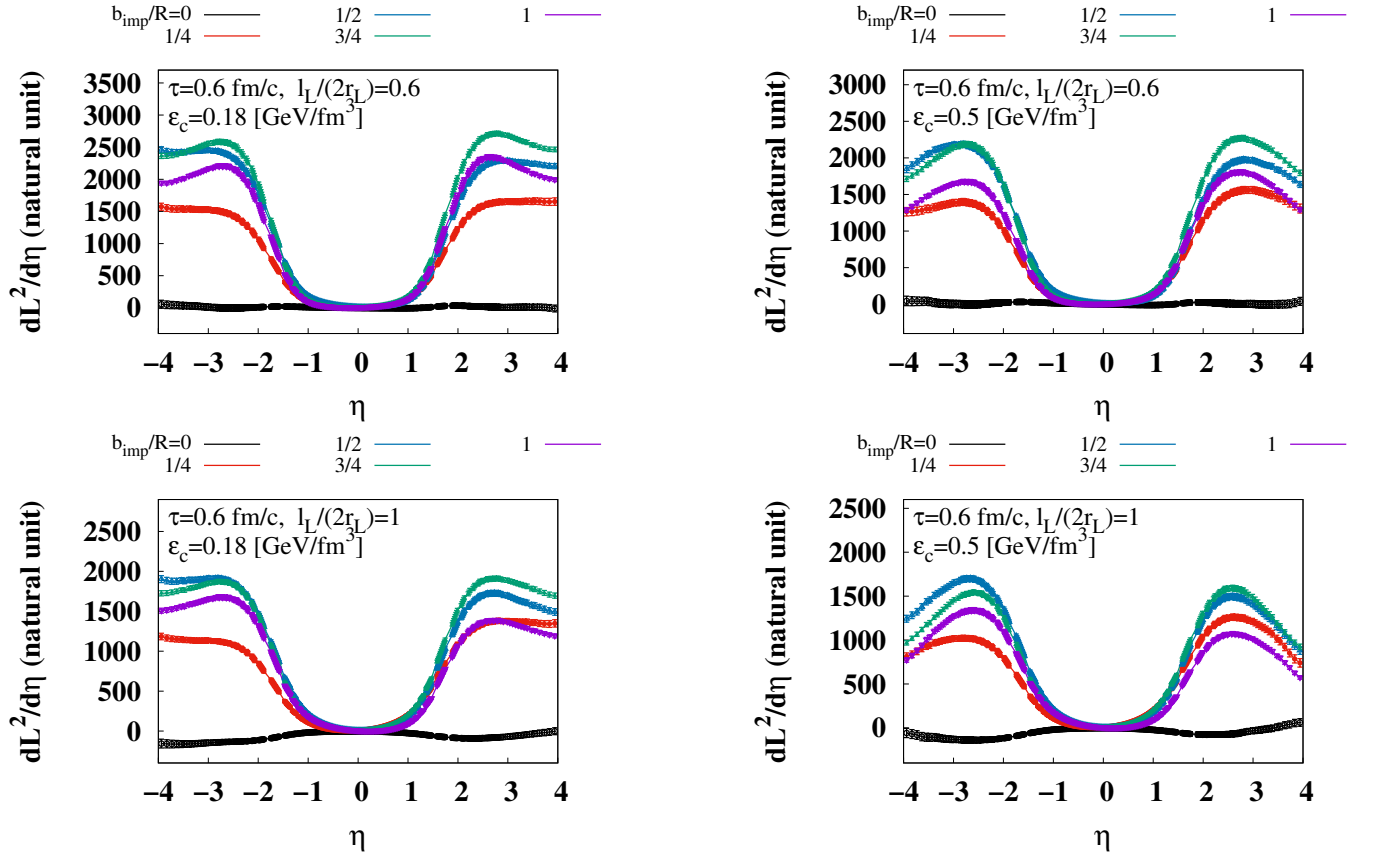 b_imp/R=0 1/2 1
1/4 3/4
dL^2/dη (natural unit)
τ=0.6 fm/c, l_L/(2r_L)=0.6
ε_c=0.18 [GeV/fm^3]
3500
3000
2500
2000
1500
1000
500
0
−4 −3 −2 −1 0 1 2 3 4
η
b_imp/R=0 1/2 1
1/4 3/4
dL^2/dη (natural unit)
τ=0.6 fm/c, l_L/(2r_L)=0.6
ε_c=0.5 [GeV/fm^3]
3000
2500
2000
1500
1000
500
0
−4 −3 −2 −1 0 1 2 3 4
η
b_imp/R=0 1/2 1
1/4 3/4
dL^2/dη (natural unit)
τ=0.6 fm/c, l_L/(2r_L)=1
ε_c=0.18 [GeV/fm^3]
2500
2000
1500
1000
500
0
−4 −3 −2 −1 0 1 2 3 4
η
b_imp/R=0 1/2 1
1/4 3/4
dL^2/dη (natural unit)
τ=0.6 fm/c, l_L/(2r_L)=1
ε_c=0.5 [GeV/fm^3]
2500
2000
1500
1000
500
0
−4 −3 −2 −1 0 1 2 3 4
η